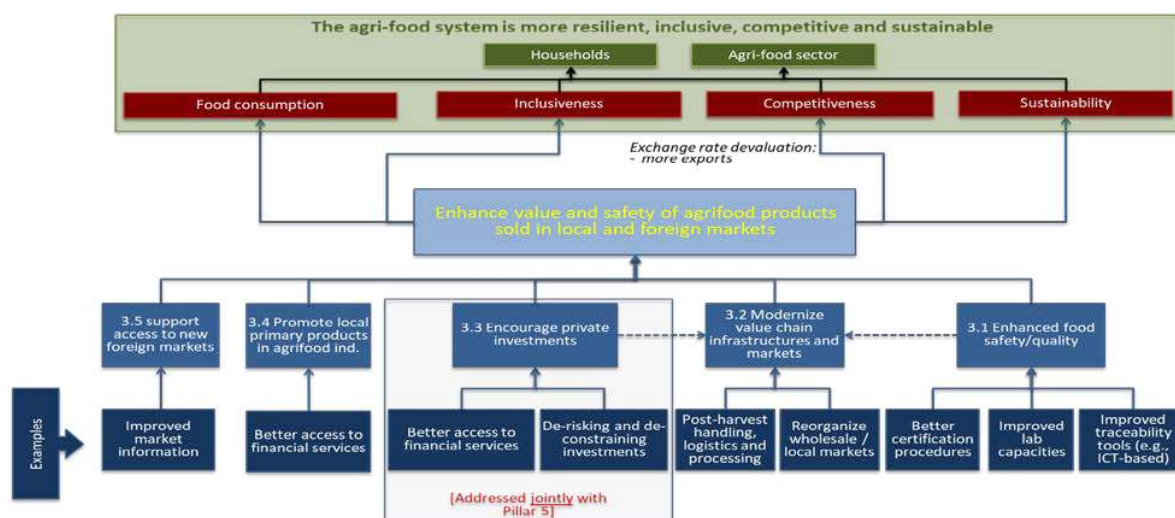 The agri-food system is more resilient, inclusive, competitive and sustainable
Households
Agri-food sector
Food consumption
Inclusiveness
Competitiveness
Sustainability
Exchange rate devaluation:
- more exports
Enhance value and safety of agrifood products
sold in local and foreign markets
3.5 support
access to new
foreign markets
3.4 Promote local
primary products
in agrifood ind.
3.3 Encourage private
investments
3.2 Modernize
value chain
infrastructures and
markets
3.1 Enhanced food
safety/quality
Examples
Improved
market
information
Better access to
financial services
Better access to
financial services
De-risking and de-
constraining
investments
Post-harvest
handling,
logistics and
processing
Reorganize
wholesale /
local markets
Better
certification
procedures
Improved
lab
capacities
Improved
traceability
tools (e.g.,
ICT-based)
[Addressed jointly with
Pillar 5]